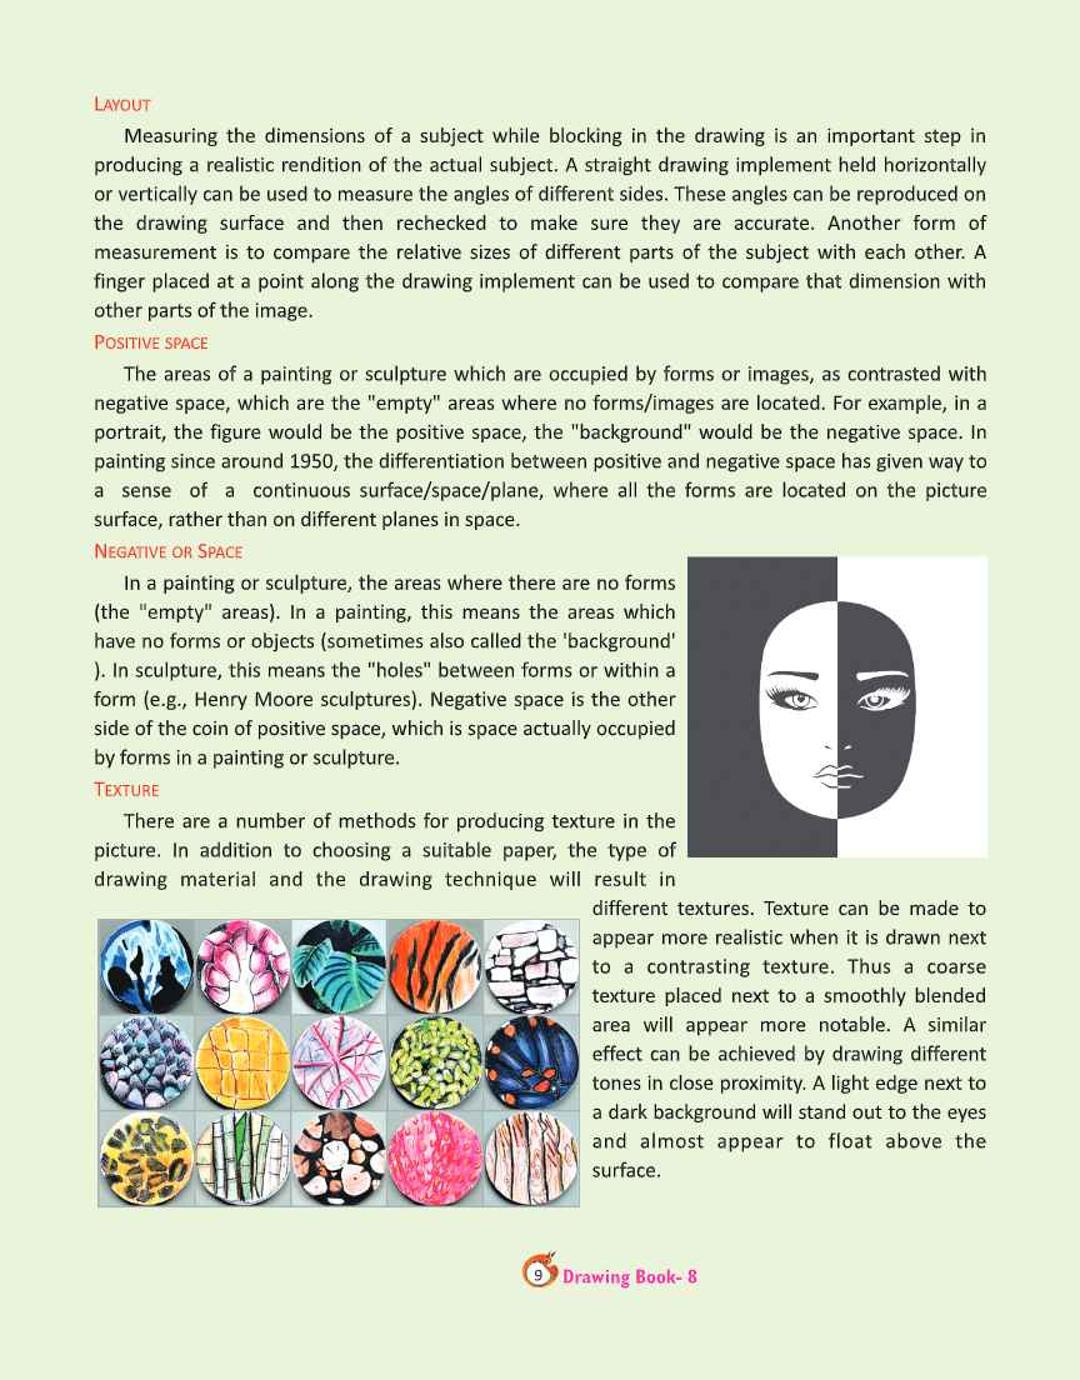 LAYOUT
Measuring the dimensions of a subject while blocking in the drawing is an important step in
producing a realistic rendition of the actual subject. A straight drawing implement held horizontally
or vertically can be used to measure the angles of different sides. These angles can be reproduced on
the drawing surface and then rechecked to make sure they are accurate. Another form of
measurement is to compare the relative sizes of different parts of the subject with each other. A
finger placed at a point along the drawing implement can be used to compare that dimension with
other parts of the image.
POSITIVE SPACE
The areas of a painting or sculpture which are occupied by forms or images, as contrasted with
negative space, which are the "empty" areas where no forms/images are located. For example, in a
portrait, the figure would be the positive space, the "background" would be the negative space. In
painting since around 1950, the differentiation between positive and negative space has given way to
a sense of a continuous surface/space/plane, where all the forms are located on the picture
surface, rather than on different planes in space.
NEGATIVE OR SPACE
In a painting or sculpture, the areas where there are no forms
(the "empty" areas). In a painting, this means the areas which
have no forms or objects (sometimes also called the 'background'
). In sculpture, this means the "holes" between forms or within a
form (e.g., Henry Moore sculptures). Negative space is the other
side of the coin of positive space, which is space actually occupied
by forms in a painting or sculpture.
TEXTURE
There are a number of methods for producing texture in the
picture. In addition to choosing a suitable paper, the type of
drawing material and the drawing technique will result in
different textures. Texture can be made to
appear more realistic when it is drawn next
to a contrasting texture. Thus a coarse
texture placed next to a smoothly blended
area will appear more notable. A similar
effect can be achieved by drawing different
tones in close proximity. A light edge next to
a dark background will stand out to the eyes
and almost appear to float above the
surface.
9 Drawing Book- 8